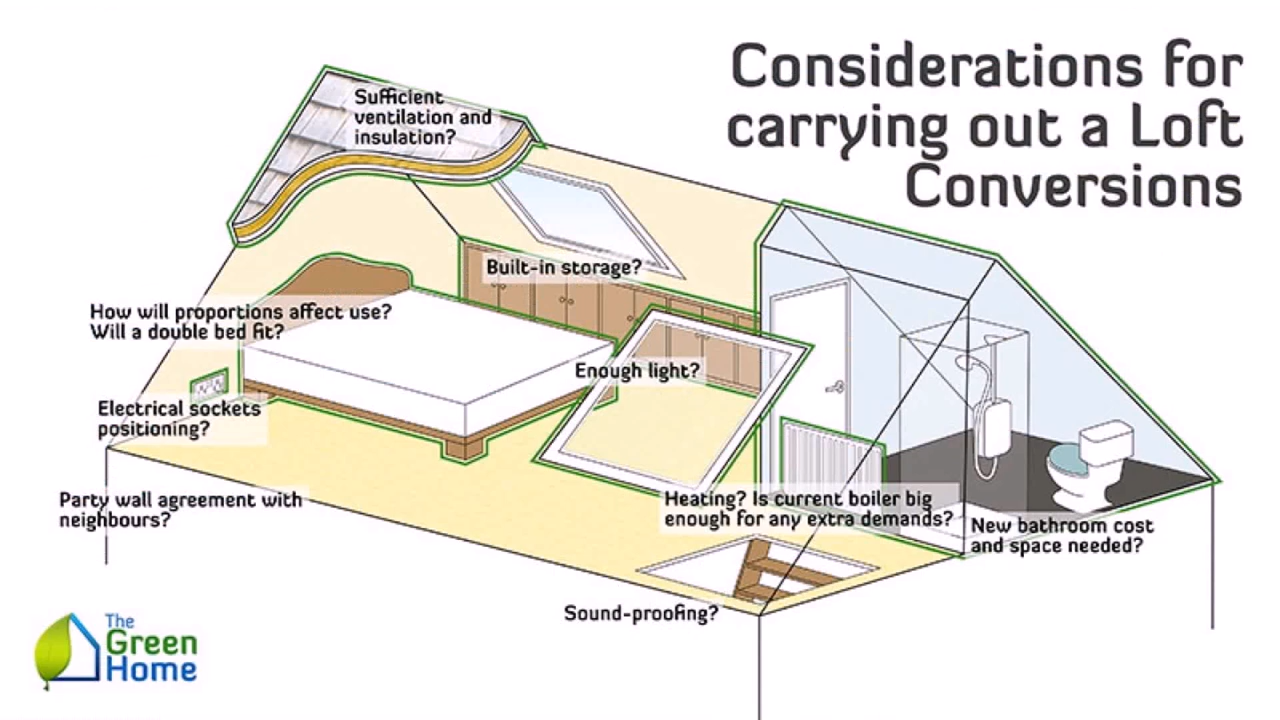 Considerations for
carrying out a Loft
Conversions
Sufficient
ventilation and
insulation?
Built-in storage?
How will proportions affect use?
Will a double bed fit?
Enough light?
Electrical sockets
positioning?
Party wall agreement with
neighbours?
Heating? Is current boiler big
enough for any extra demands?
New bathroom cost
and space needed?
Sound-proofing?
The
Green
Home